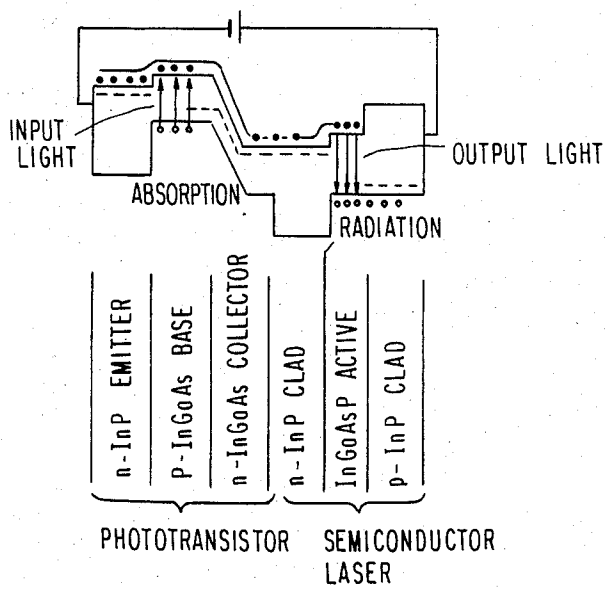 INPUT
LIGHT
ABSORPTION
OUTPUT LIGHT
RADIATION
n-InP EMITTER
P-InGaAs BASE
n-InGaAs COLLECTOR
n-InP CLAD
InGaAsP ACTIVE
p-InP CLAD
PHOTOTRANSISTOR
SEMICONDUCTOR
LASER